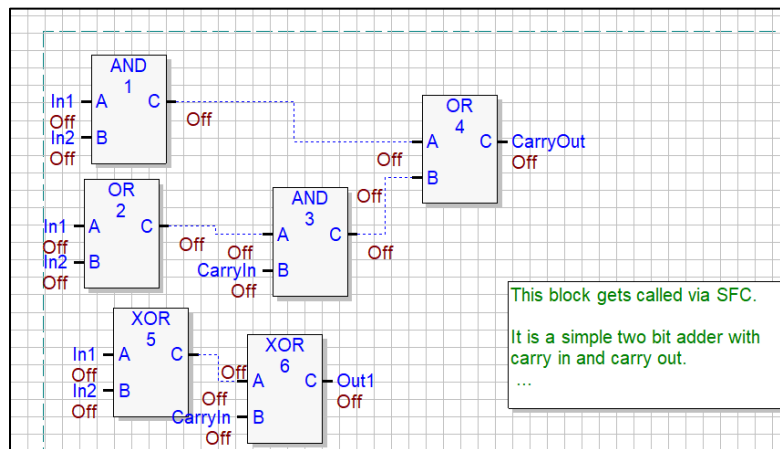 AND
1
In1 A C
Off Off
In2 B
Off
OR
4
A C CarryOut
Off Off
B
OR
2
In1 A C
Off Off
In2 B
Off
AND
3
Off
A C
Off Off
CarryIn B
Off
XOR
5
In1 A C
Off
In2 B
Off
XOR
6
Off
A C Out1
Off Off
CarryIn B
Off
This block gets called via SFC.
It is a simple two bit adder with
carry in and carry out.
...